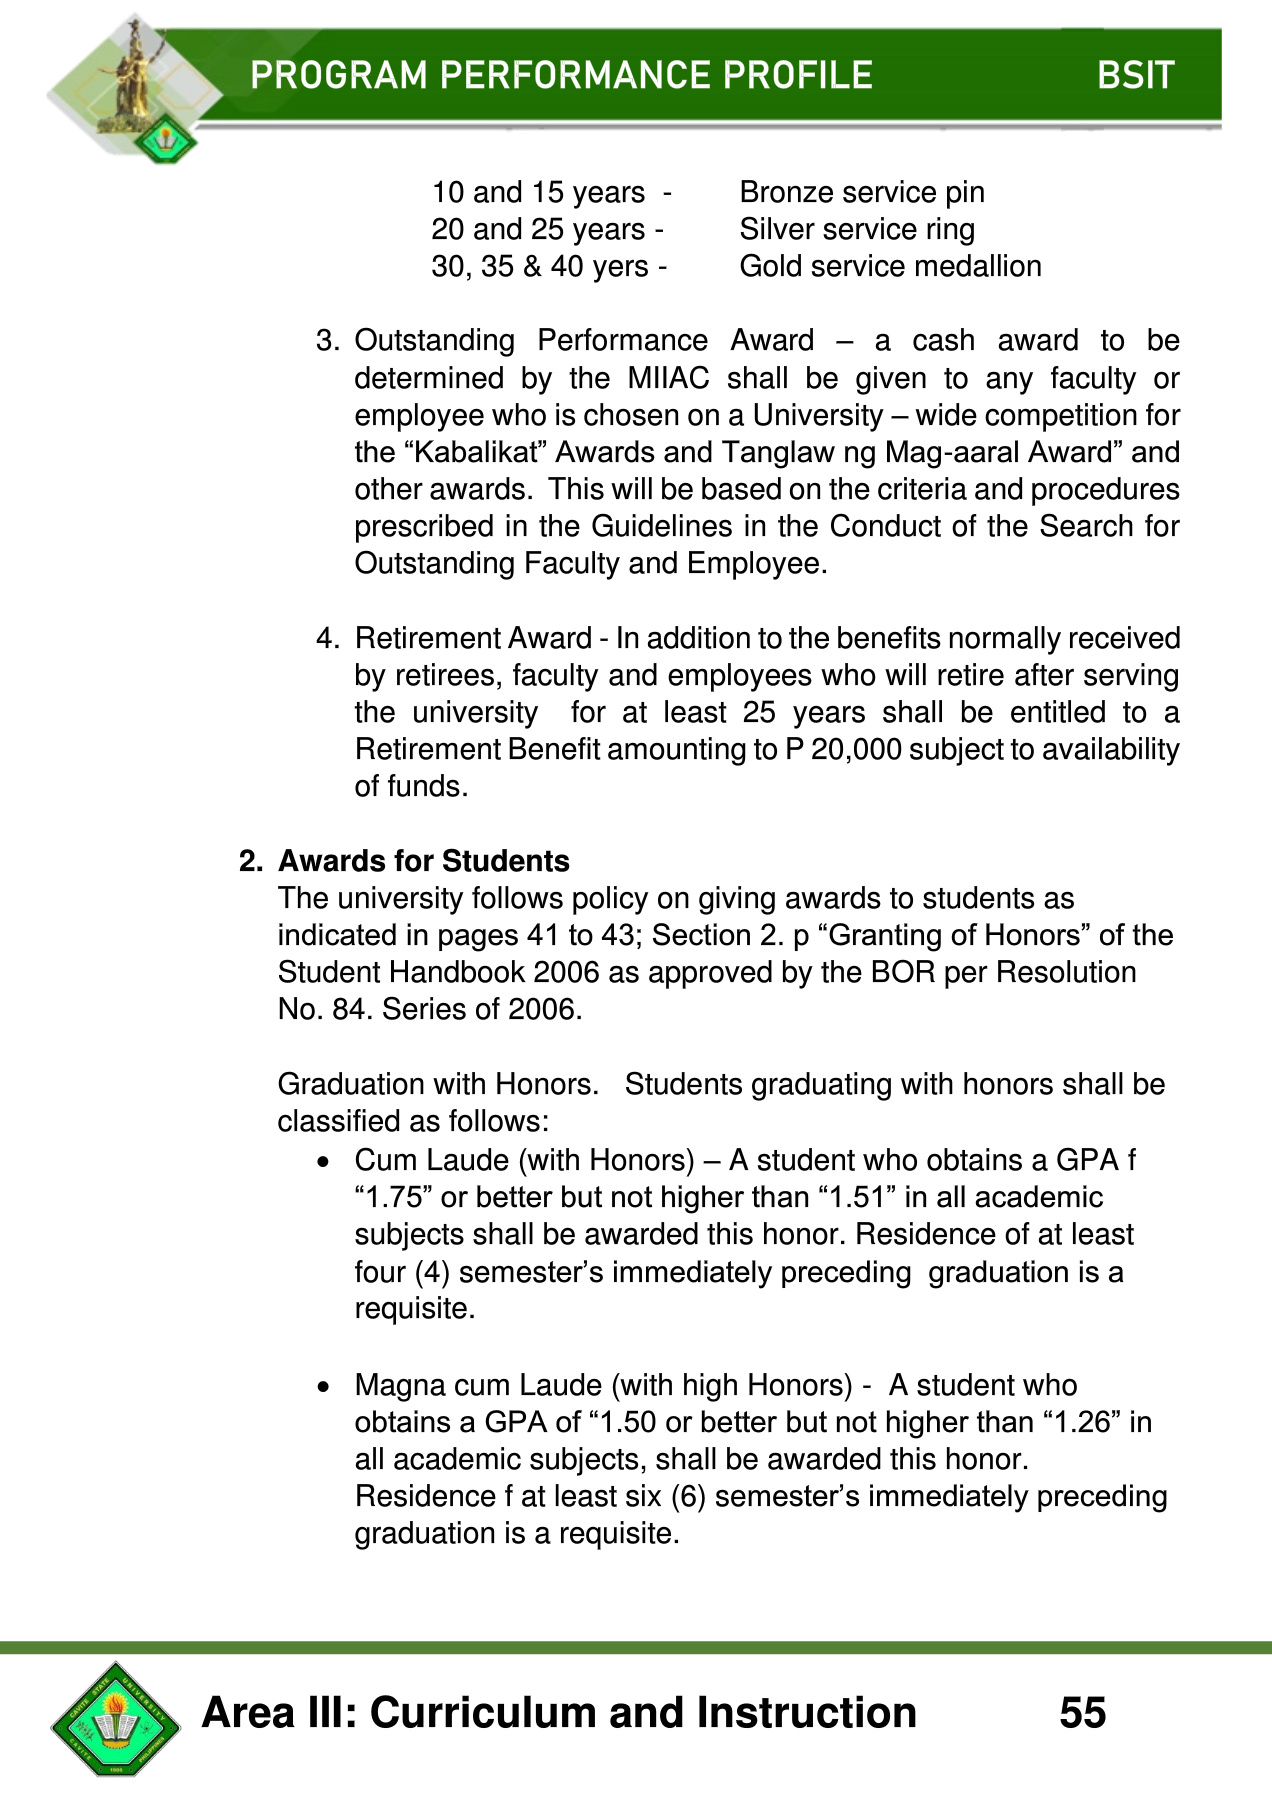 PROGRAM PERFORMANCE PROFILE BSIT
10 and 15 years - Bronze service pin
20 and 25 years - Silver service ring
30, 35 & 40 yers - Gold service medallion
3. Outstanding Performance Award – a cash award to be
determined by the MIIAC shall be given to any faculty or
employee who is chosen on a University – wide competition for
the “Kabalikat” Awards and Tanglaw ng Mag-aaral Award” and
other awards. This will be based on the criteria and procedures
prescribed in the Guidelines in the Conduct of the Search for
Outstanding Faculty and Employee.
4. Retirement Award - In addition to the benefits normally received
by retirees, faculty and employees who will retire after serving
the university for at least 25 years shall be entitled to a
Retirement Benefit amounting to P 20,000 subject to availability
of funds.
2. Awards for Students
The university follows policy on giving awards to students as
indicated in pages 41 to 43; Section 2. p “Granting of Honors” of the
Student Handbook 2006 as approved by the BOR per Resolution
No. 84. Series of 2006.
Graduation with Honors. Students graduating with honors shall be
classified as follows:
• Cum Laude (with Honors) – A student who obtains a GPA f
“1.75” or better but not higher than “1.51” in all academic
subjects shall be awarded this honor. Residence of at least
four (4) semester’s immediately preceding graduation is a
requisite.
• Magna cum Laude (with high Honors) - A student who
obtains a GPA of “1.50 or better but not higher than “1.26” in
all academic subjects, shall be awarded this honor.
Residence f at least six (6) semester’s immediately preceding
graduation is a requisite.
CAVITE STATE UNIVERSITY
CAVITE PHILIPPINES
1906
Area III: Curriculum and Instruction 55